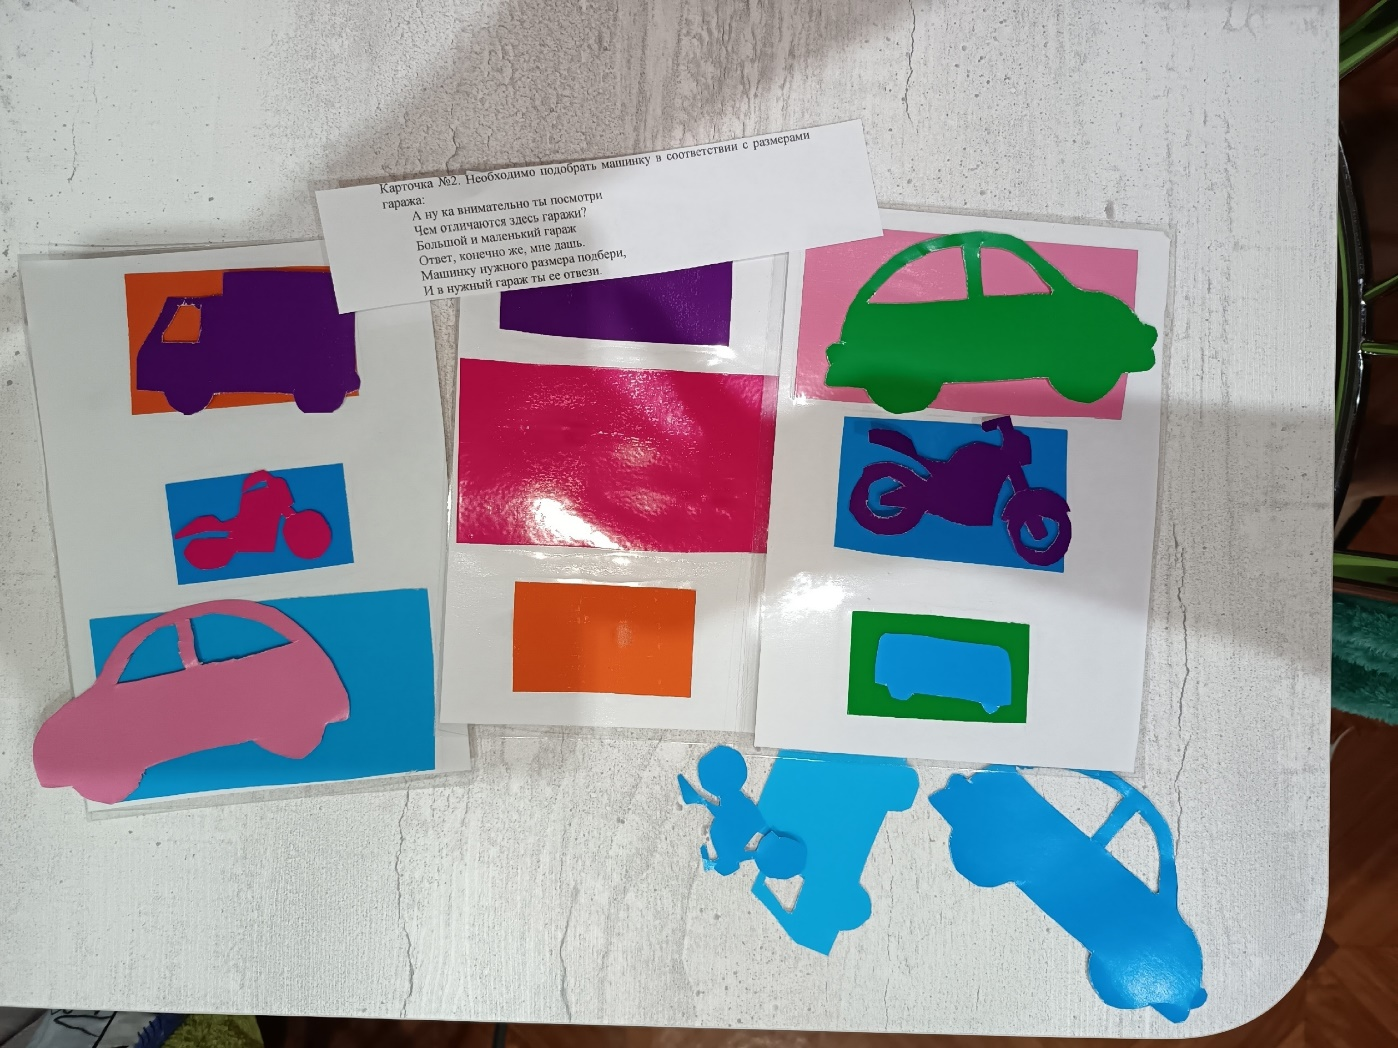 Карточка №2. Необходимо подобрать машинку в соответствии с размерами
гаража:
А ну ка внимательно ты посмотри
Чем отличаются здесь гаражи?
Большой и маленький гараж
Ответ, конечно же, мне дашь.
Машинку нужного размера подбери,
И в нужный гараж ты ее отвези.